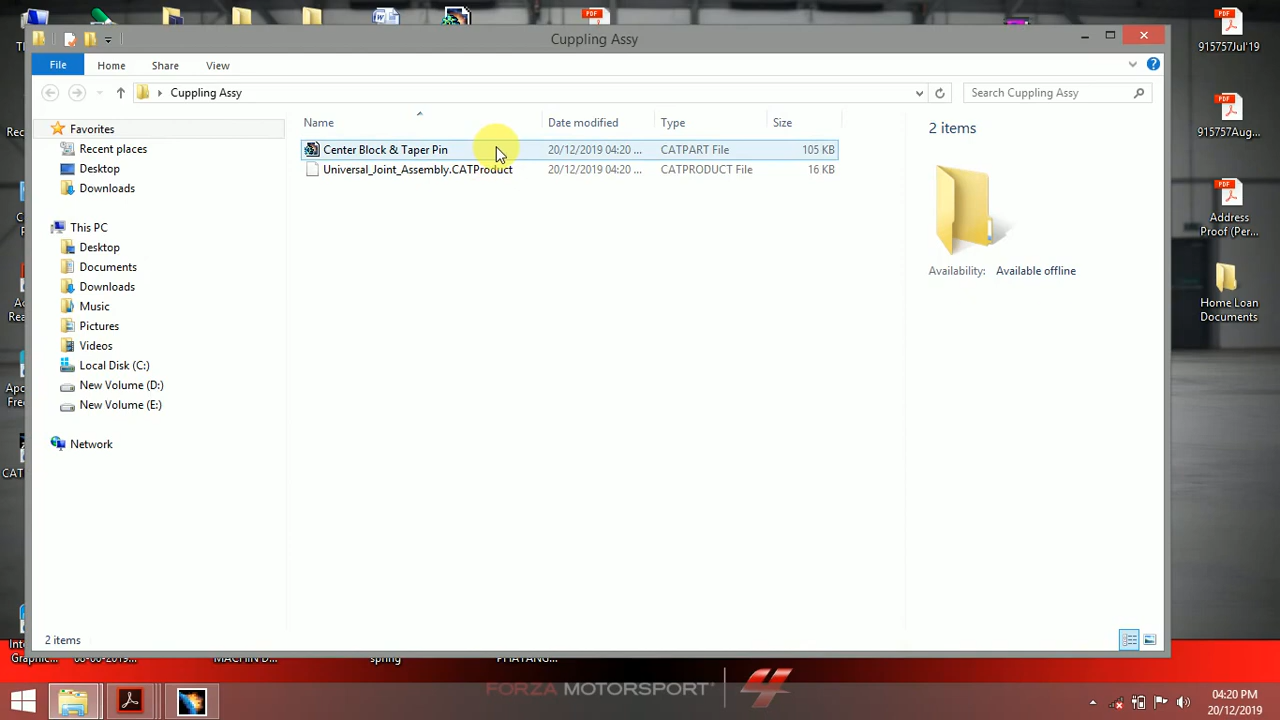 915757Jul'19
915757Aug...
Address
Proof (Per...
Home Loan
Documents
Cuppling Assy
File
Home
Share
View
Cuppling Assy
Search Cuppling Assy
Favorites
Recent places
Desktop
Downloads
This PC
Desktop
Documents
Downloads
Music
Pictures
Videos
Local Disk (C:)
New Volume (D:)
New Volume (E:)
Network
Name
Date modified
Type
Size
Center Block & Taper Pin
20/12/2019 04:20 ...
CATPART File
105 KB
Universal_Joint_Assembly.CATProduct
20/12/2019 04:20 ...
CATPRODUCT File
16 KB
2 items
Availability:
Available offline
2 items
spring
FORZA MOTORSPORT
4
04:20 PM
20/12/2019